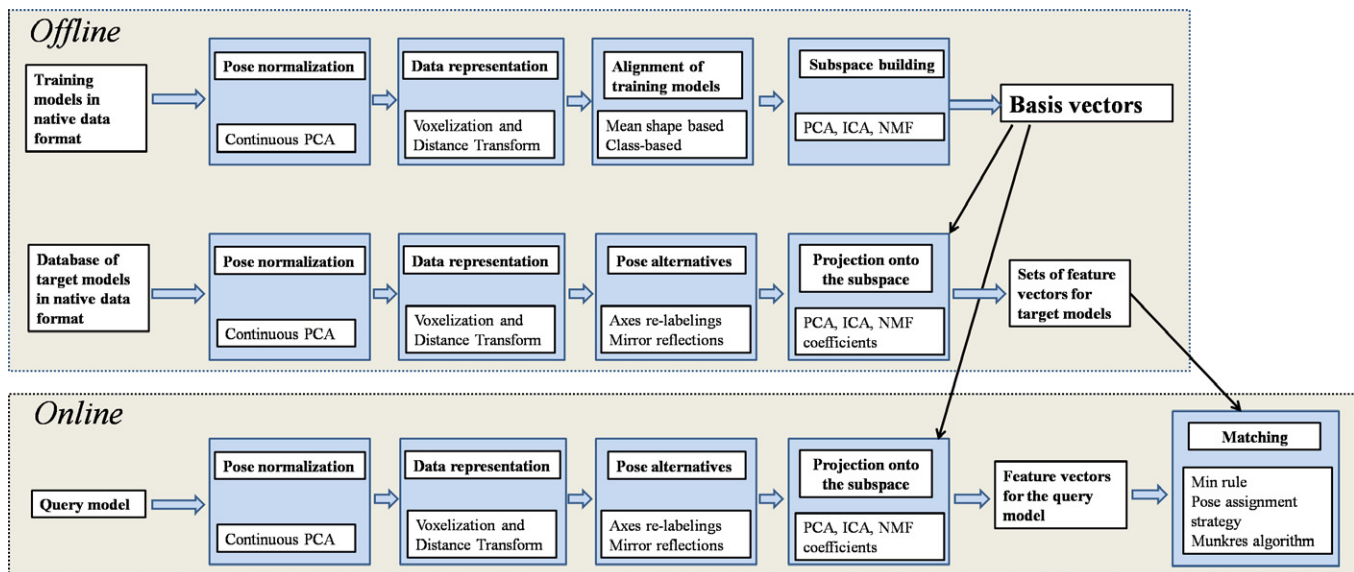 Offline
Training
models in
native data
format
Pose normalization
Continuous PCA
Data representation
Voxelization and
Distance Transform
Alignment of
training models
Mean shape based
Class-based
Subspace building
PCA, ICA, NMF
Basis vectors
Database of
target models
in native data
format
Pose normalization
Continuous PCA
Data representation
Voxelization and
Distance Transform
Pose alternatives
Axes re-labelings
Mirror reflections
Projection onto
the subspace
PCA, ICA, NMF
coefficients
Sets of feature
vectors for
target models
Online
Query model
Pose normalization
Continuous PCA
Data representation
Voxelization and
Distance Transform
Pose alternatives
Axes re-labelings
Mirror reflections
Projection onto
the subspace
PCA, ICA, NMF
coefficients
Feature vectors
for the query
model
Matching
Min rule
Pose assignment
strategy
Munkres algorithm